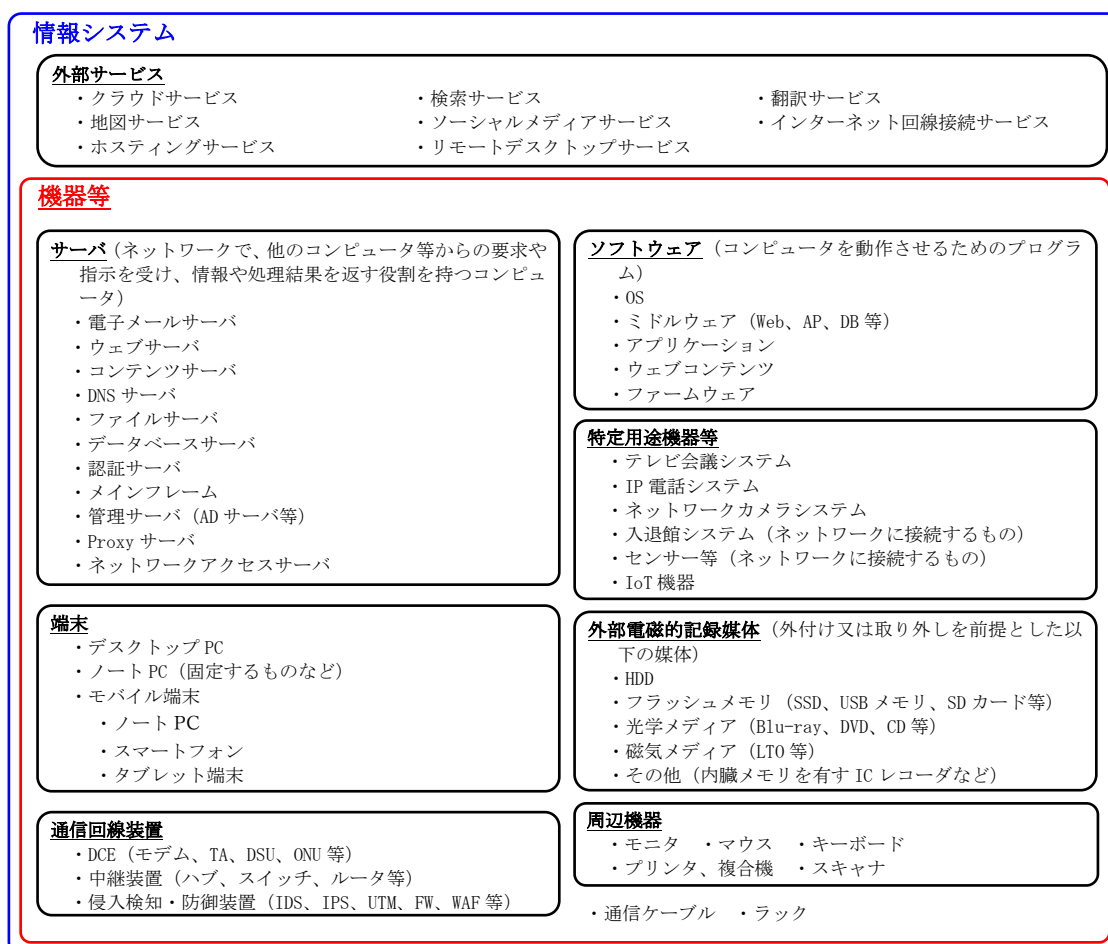 情報システム
外部サービス
・クラウドサービス ・検索サービス ・翻訳サービス
・地図サービス ・ソーシャルメディアサービス ・インターネット回線接続サービス
・ホスティングサービス ・リモートデスクトップサービス
機器等
サーバ（ネットワークで、他のコンピュータ等からの要求や
指示を受け、情報や処理結果を返す役割を持つコンピュ
ータ）
・電子メールサーバ
・ウェブサーバ
・コンテンツサーバ
・DNS サーバ
・ファイルサーバ
・データベースサーバ
・認証サーバ
・メインフレーム
・管理サーバ（AD サーバ等）
・Proxy サーバ
・ネットワークアクセスサーバ
端末
・デスクトップ PC
・ノート PC（固定するものなど）
・モバイル端末
・ノート PC
・スマートフォン
・タブレット端末
通信回線装置
・DCE（モデム、TA、DSU、ONU 等）
・中継装置（ハブ、スイッチ、ルータ等）
・侵入検知・防御装置（IDS、IPS、UTM、FW、WAF 等）
ソフトウェア（コンピュータを動作させるためのプログラ
ム）
・OS
・ミドルウェア（Web、AP、DB 等）
・アプリケーション
・ウェブコンテンツ
・ファームウェア
特定用途機器等
・テレビ会議システム
・IP 電話システム
・ネットワークカメラシステム
・入退館システム（ネットワークに接続するもの）
・センサー等（ネットワークに接続するもの）
・IoT 機器
外部電磁的記録媒体（外付け又は取り外しを前提とした以
下の媒体）
・HDD
・フラッシュメモリ（SSD、USB メモリ、SD カード等）
・光学メディア（Blu-ray、DVD、CD 等）
・磁気メディア（LTO 等）
・その他（内臓メモリを有す IC レコーダなど）
周辺機器
・モニタ ・マウス ・キーボード
・プリンタ、複合機 ・スキャナ
・通信ケーブル ・ラック